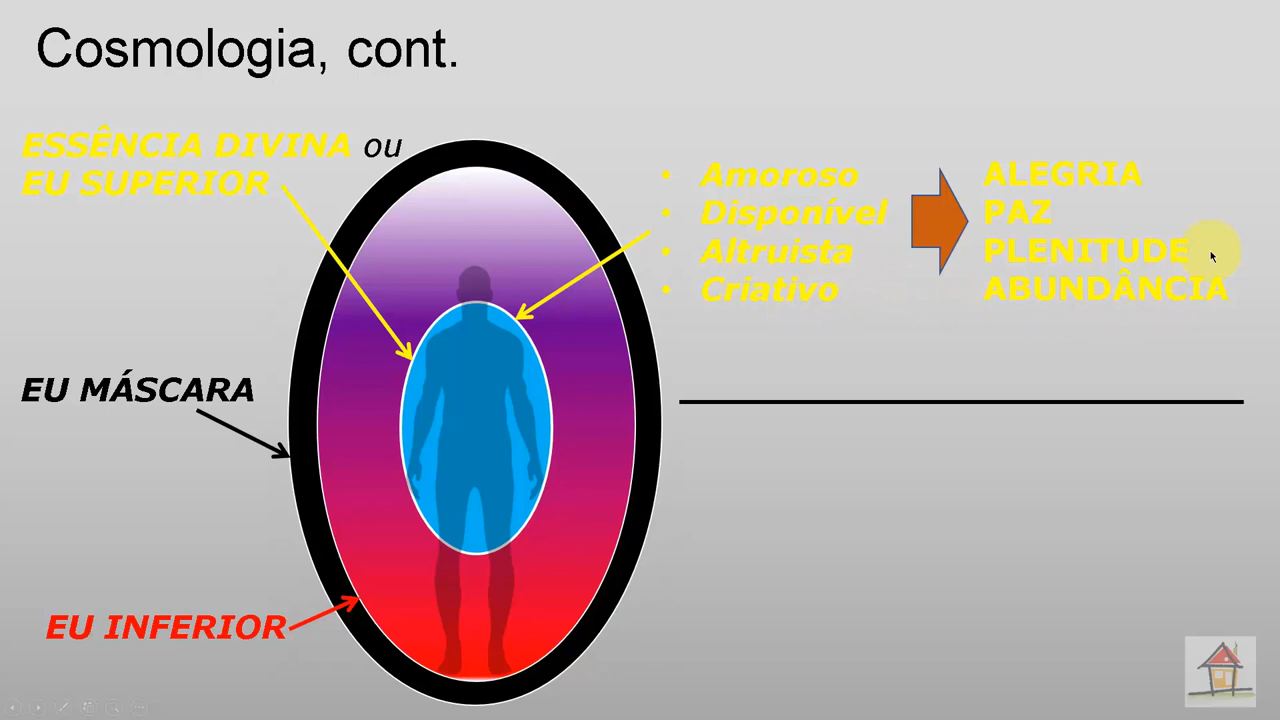 Cosmologia, cont.
ESSÊNCIA DIVINA ou
EU SUPERIOR
• Amoroso
• Disponível
• Altruista
• Criativo
ALEGRIA
PAZ
PLENITUDE
ABUNDÂNCIA
EU MÁSCARA
EU INFERIOR